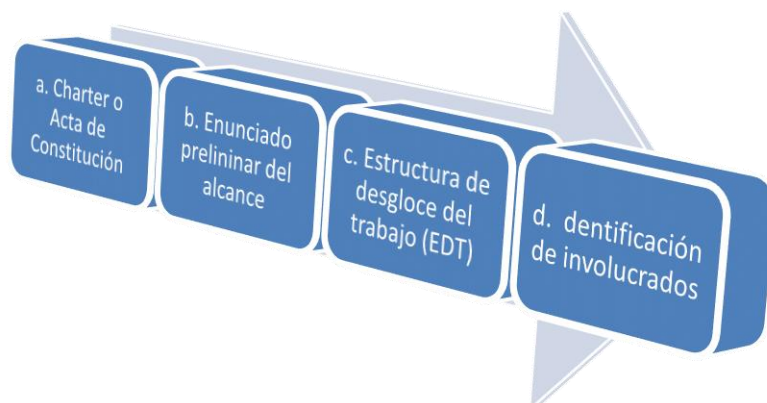 a. Charter o
Acta de
Constitución
b. Enunciado
prelininar del
alcance
c. Estructura de
desgloce del
trabajo (EDT)
d. dentificación
de involucrados